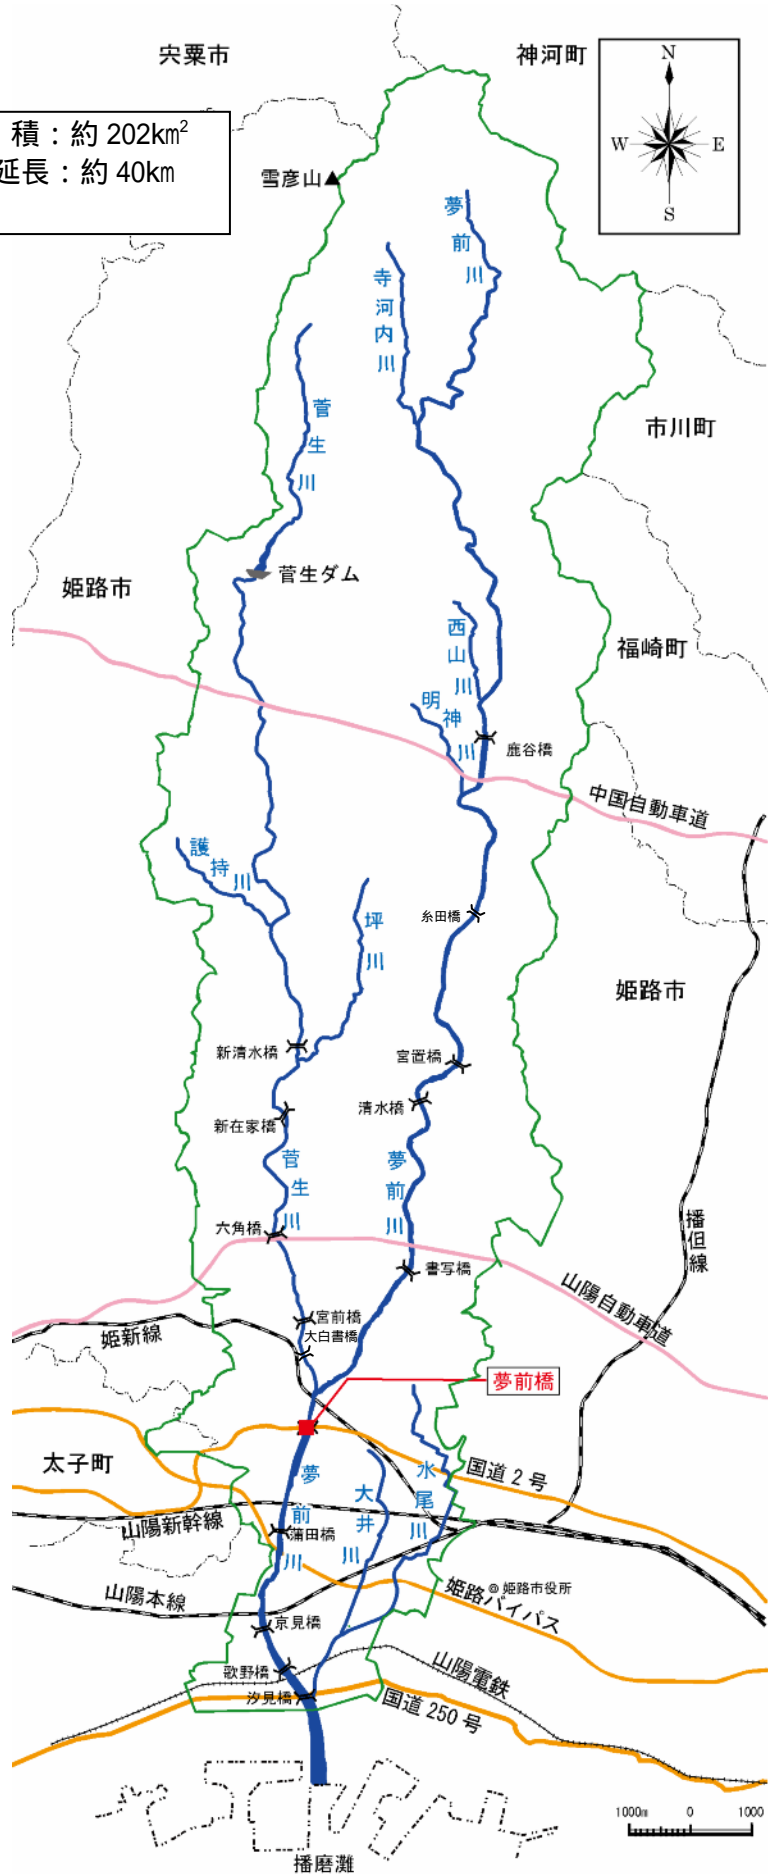 宍粟市
神河町
N
W
E
S
積：約 202km²
延長：約 40km
雪彦山
夢前川
寺河内川
菅生川
市川町
菅生ダム
姫路市
西山川
福崎町
明神川
鹿谷橋
中国自動車道
護持川
坪川
糸田橋
姫路市
新清水橋
宮置橋
清水橋
新在家橋
菅生川
夢前川
六角橋
播但線
書写橋
山陽自動車道
宮前橋
姫新線
大白書橋
夢前橋
太子町
国道 2 号
夢前川
大井川
水尾川
山陽新幹線
蒲田橋
姫路市役所
姫路バイパス
山陽本線
京見橋
山陽電鉄
歌野橋
汐見橋
国道 250 号
1000m 0 1000
播磨灘